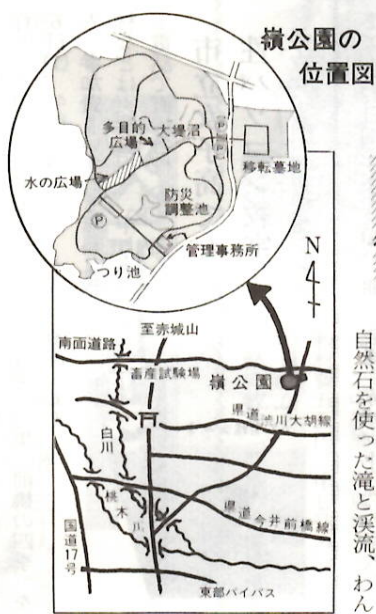 嶺公園の
位置図
多目的
広場
大堤沼
水の広場
移転墓地
防災
調整池
P
管理事務所
つり池
N
至赤城山
南面道路
畜産試験場
嶺公園
県道渋川大胡線
白川
桃木川
県道今井前橋線
国道17号
東部バイパス
自然石を使った滝と渓流、わん